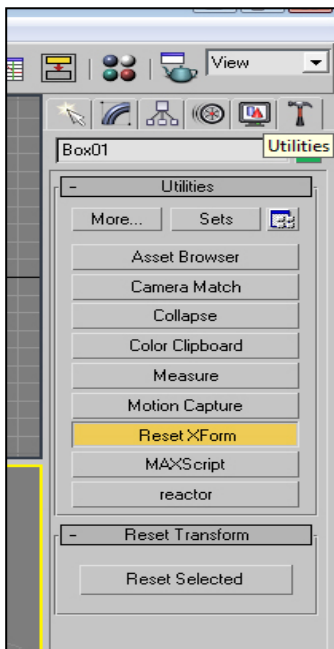 View
Box01
Utilities
- Utilities
More... Sets
Asset Browser
Camera Match
Collapse
Color Clipboard
Measure
Motion Capture
Reset XForm
MAXScript
reactor
- Reset Transform
Reset Selected